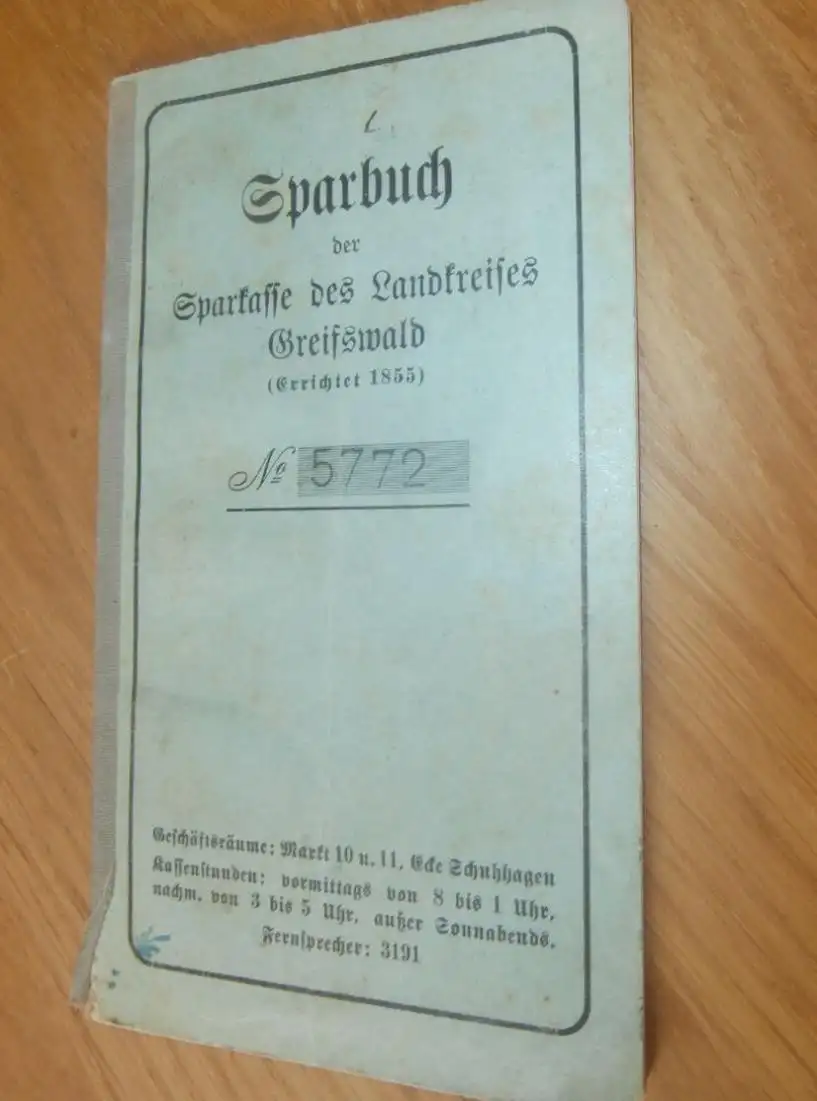 Sparbuch
der
Sparkasse des Landkreises
Greifswald
(Errichtet 1855)
№ 5772
Geschäftsräume: Markt 10 u. 11, Ecke Schuhhagen
Kassenstunden: vormittags von 8 bis 1 Uhr,
nachm. von 3 bis 5 Uhr, außer Sonnabends.
Fernsprecher: 3191